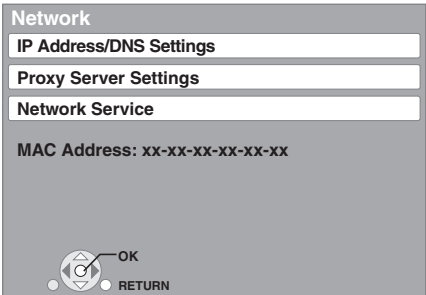 Network
IP Address/DNS Settings
Proxy Server Settings
Network Service
MAC Address: xx-xx-xx-xx-xx-xx
OK
RETURN